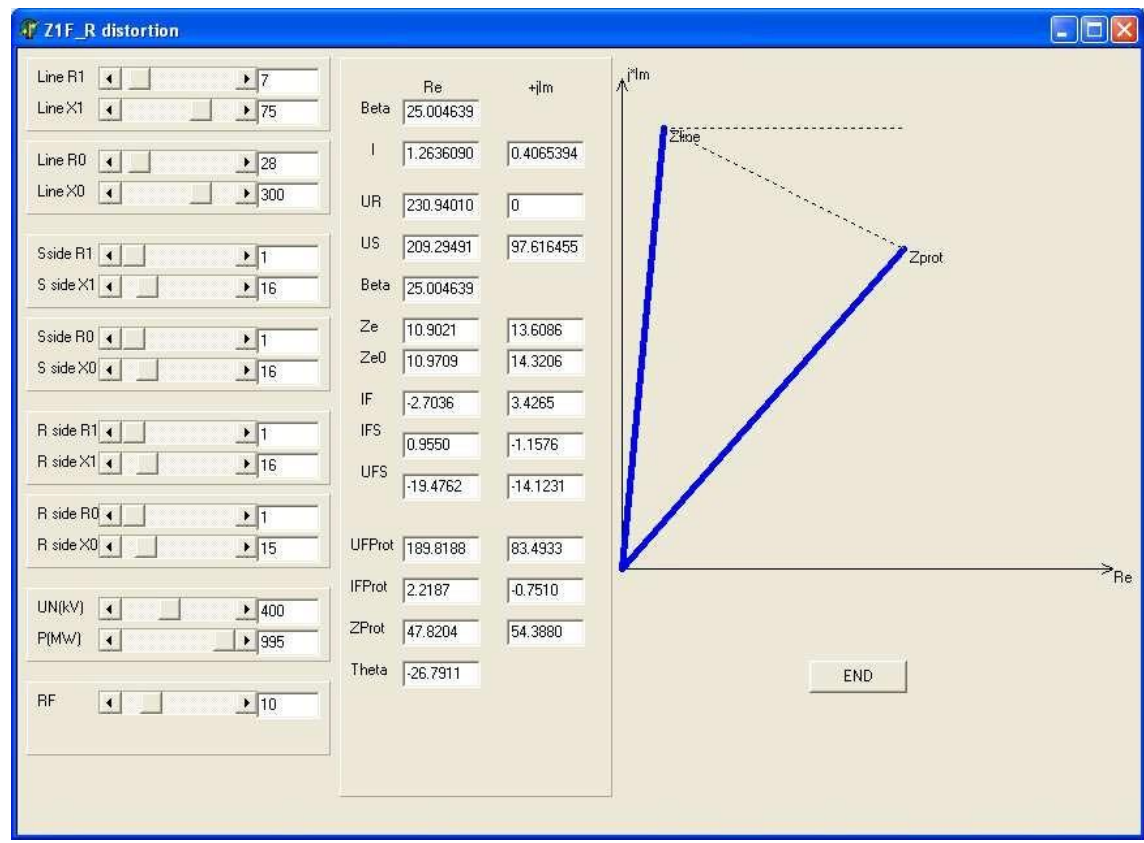 Z1F_R distortion
Line R1 7
Line X1 75
Line R0 28
Line X0 300
Sside R1 1
S side X1 16
Sside R0 1
S side X0 16
R side R1 1
R side X1 16
R side R0 1
R side X0 15
UN(kV) 400
P(MW) 995
RF 10
Re +jIm
Beta 25.004639
I 1.2636090 0.4065394
UR 230.94010 0
US 209.29491 97.616455
Beta 25.004639
Ze 10.9021 13.6086
Ze0 10.9709 14.3206
IF -2.7036 3.4265
IFS 0.9550 -1.1576
UFS -19.4762 -14.1231
UFProt 189.8188 83.4933
IFProt 2.2187 -0.7510
ZProt 47.8204 54.3880
Theta -26.7911
j*Im
Zline
Zprot
Re
END